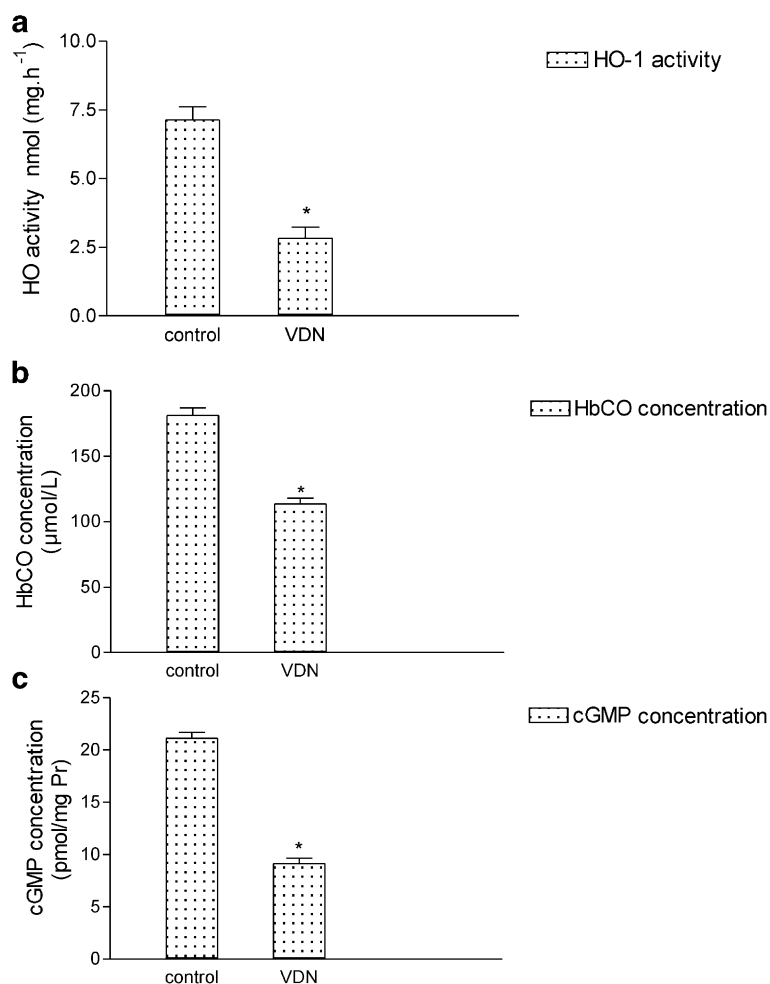 a
HO activity nmol (mg.h⁻¹)
10.0
7.5
5.0
2.5
0.0
*
control
VDN
HO-1 activity
b
HbCO concentration
(μmol/L)
200
150
100
50
0
*
control
VDN
HbCO concentration
c
cGMP concentration
(pmol/mg Pr)
25
20
15
10
5
0
*
control
VDN
cGMP concentration